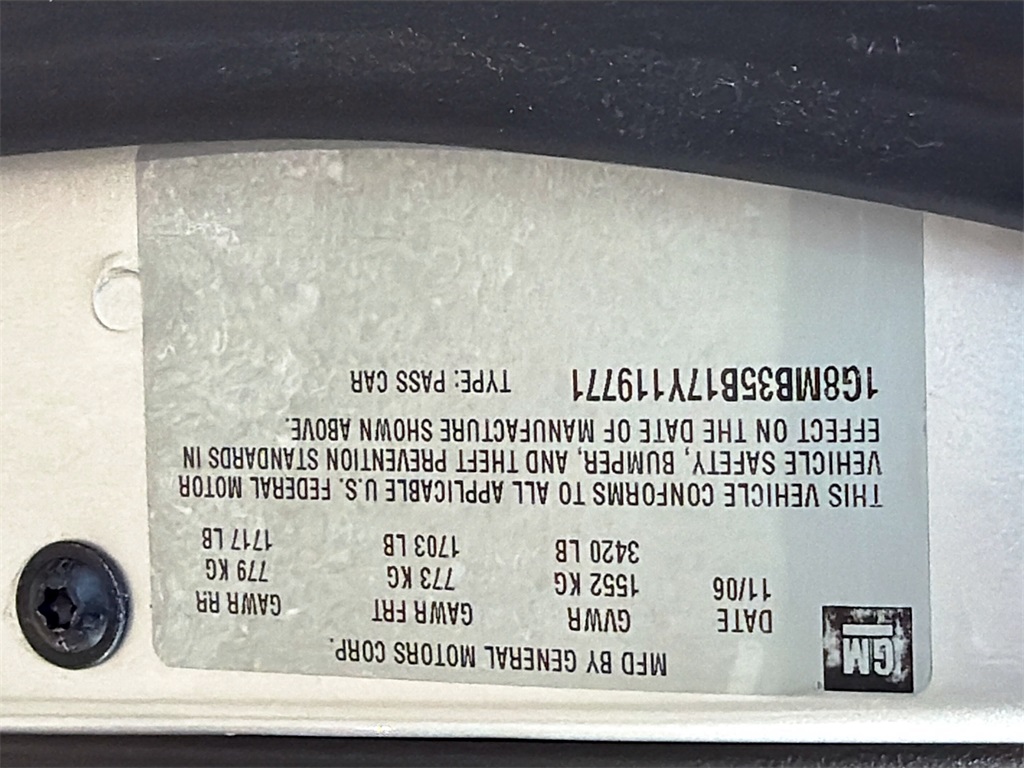 GM
MFD BY GENERAL MOTORS CORP.
DATE GVWR GAWR FRT GAWR RR
11/06 1552 KG 773 KG 779 KG
3420 LB 1703 LB 1717 LB
THIS VEHICLE CONFORMS TO ALL APPLICABLE U.S. FEDERAL MOTOR
VEHICLE SAFETY, BUMPER, AND THEFT PREVENTION STANDARDS IN
EFFECT ON THE DATE OF MANUFACTURE SHOWN ABOVE.
1G8MB35B17Y119771 TYPE: PASS CAR